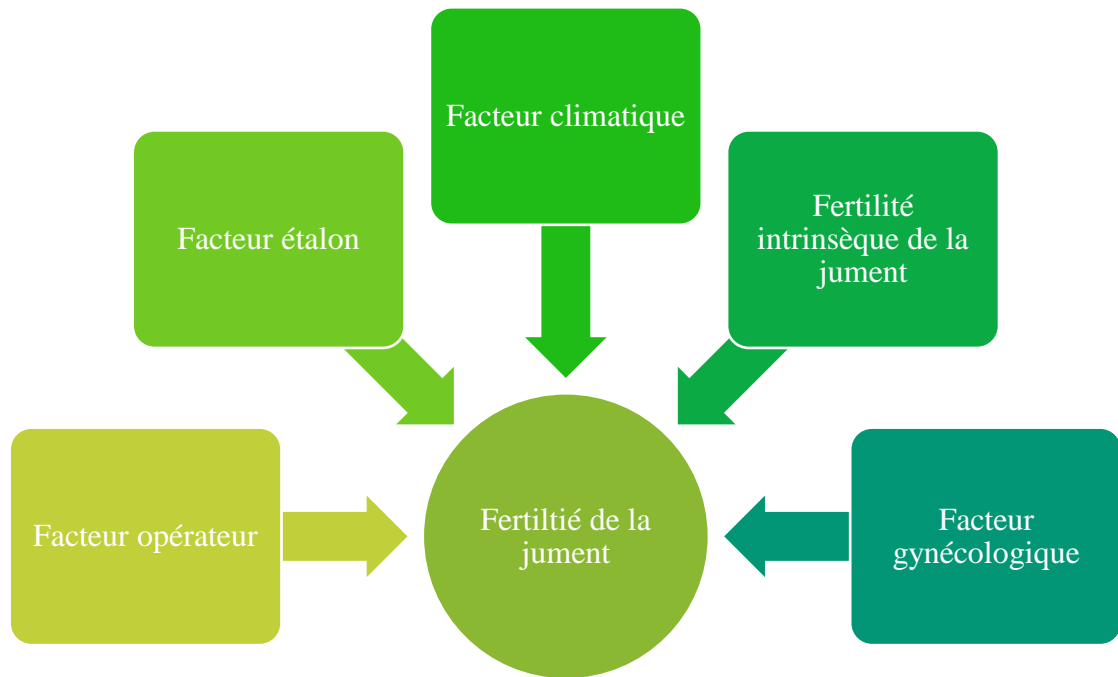 Facteur climatique
Facteur étalon
Fertilité
intrinsèque de la
jument
Facteur opérateur
Fertiltié de la
jument
Facteur
gynécologique